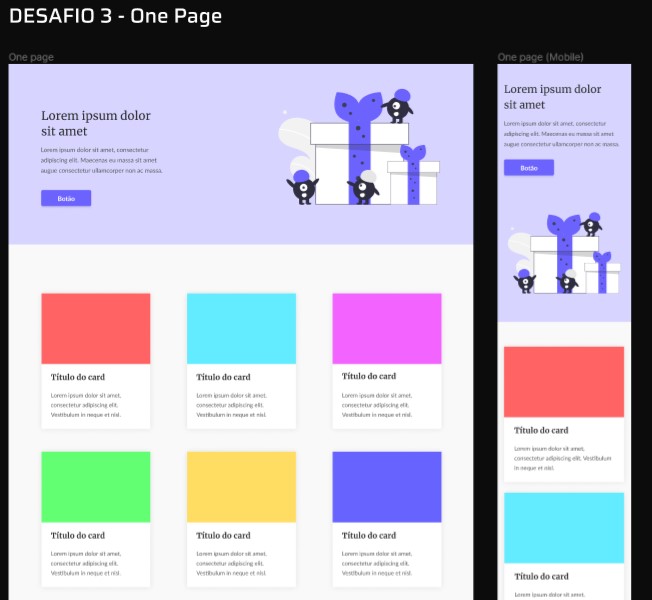 DESAFIO 3 - One Page
One page
Lorem ipsum dolor
sit amet
Lorem ipsum dolor sit amet, consectetur
adipiscing elit. Maecenas eu massa sit amet
augue consectetur ullamcorper non ac massa.
Botão
Título do card
Lorem ipsum dolor sit amet,
consectetur adipiscing elit.
Vestibulum in neque et nisl.
Título do card
Lorem ipsum dolor sit amet,
consectetur adipiscing elit.
Vestibulum in neque et nisl.
Título do card
Lorem ipsum dolor sit amet,
consectetur adipiscing elit.
Vestibulum in neque et nisl.
Título do card
Lorem ipsum dolor sit amet,
consectetur adipiscing elit.
Vestibulum in neque et nisl.
Título do card
Lorem ipsum dolor sit amet,
consectetur adipiscing elit.
Vestibulum in neque et nisl.
Título do card
Lorem ipsum dolor sit amet,
consectetur adipiscing elit.
Vestibulum in neque et nisl.
One page (Mobile)
Lorem ipsum dolor
sit amet
Lorem ipsum dolor sit amet, consectetur
adipiscing elit. Maecenas eu massa sit amet
augue consectetur ullamcorper non ac massa.
Botão
Título do card
Lorem ipsum dolor sit amet,
consectetur adipiscing elit. Vestibulum
in neque et nisl.
Título do card
Lorem ipsum dolor sit amet,